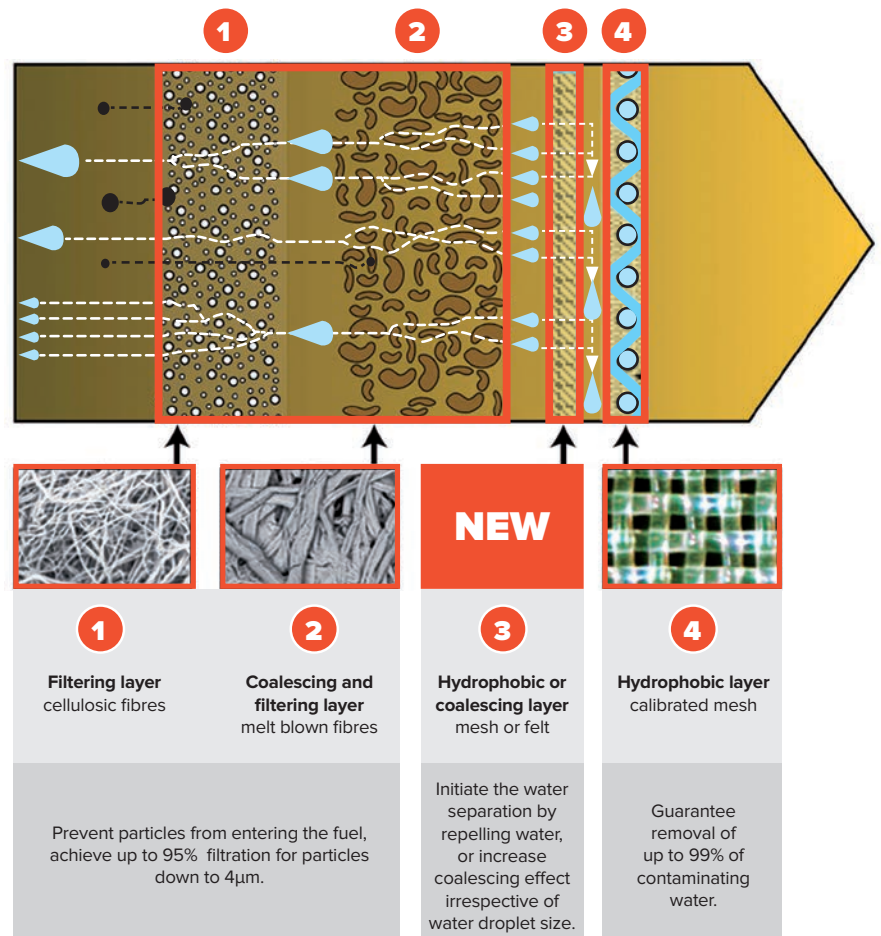 1
2
3
4
NEW
1
Filtering layer
cellulosic fibres
2
Coalescing and
filtering layer
melt blown fibres
3
Hydrophobic or
coalescing layer
mesh or felt
4
Hydrophobic layer
calibrated mesh
Prevent particles from entering the fuel,
achieve up to 95% filtration for particles
down to 4µm.
Initiate the water
separation by
repelling water,
or increase
coalescing effect
irrespective of
water droplet size.
Guarantee
removal of
up to 99% of
contaminating
water.